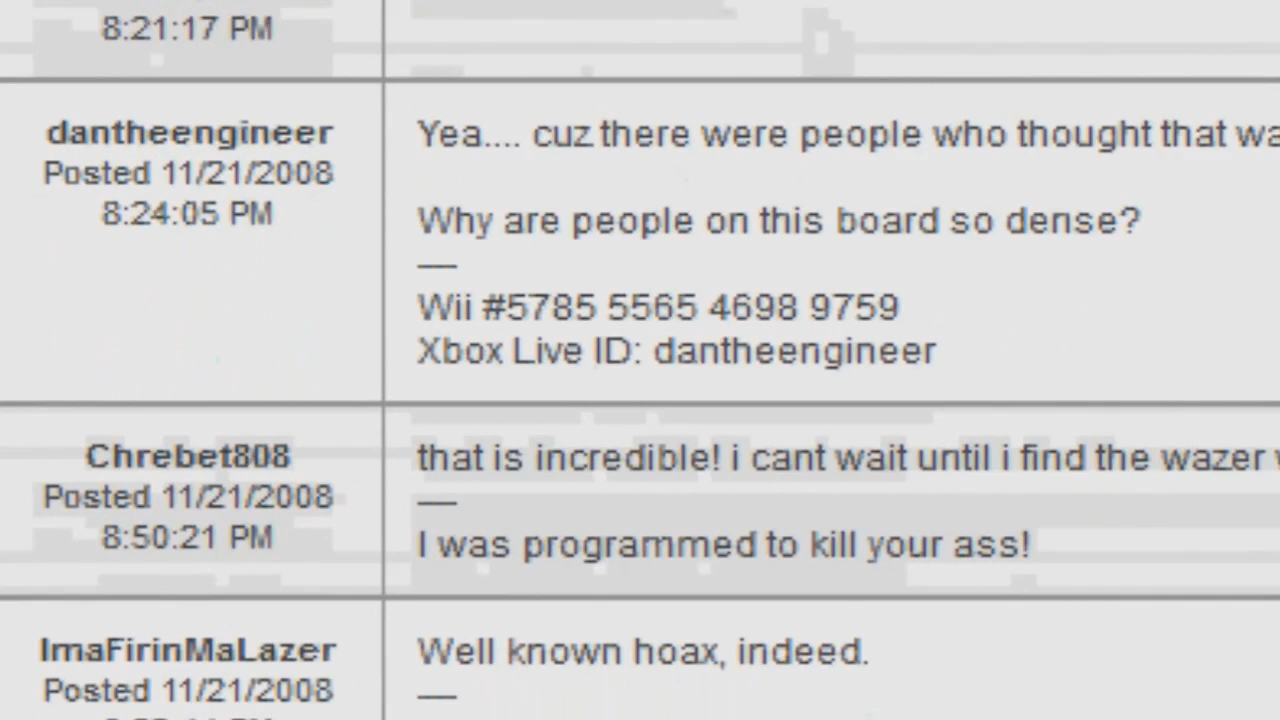 8:21:17 PM
dantheengineer
Posted 11/21/2008
8:24:05 PM
Yea.... cuz there were people who thought that
Why are people on this board so dense?
—
Wii #5785 5565 4698 9759
Xbox Live ID: dantheengineer
Chrebet808
Posted 11/21/2008
8:50:21 PM
that is incredible! i cant wait until i find the wazer
—
I was programmed to kill your ass!
ImaFirinMaLazer
Posted 11/21/2008
Well known hoax, indeed.
—